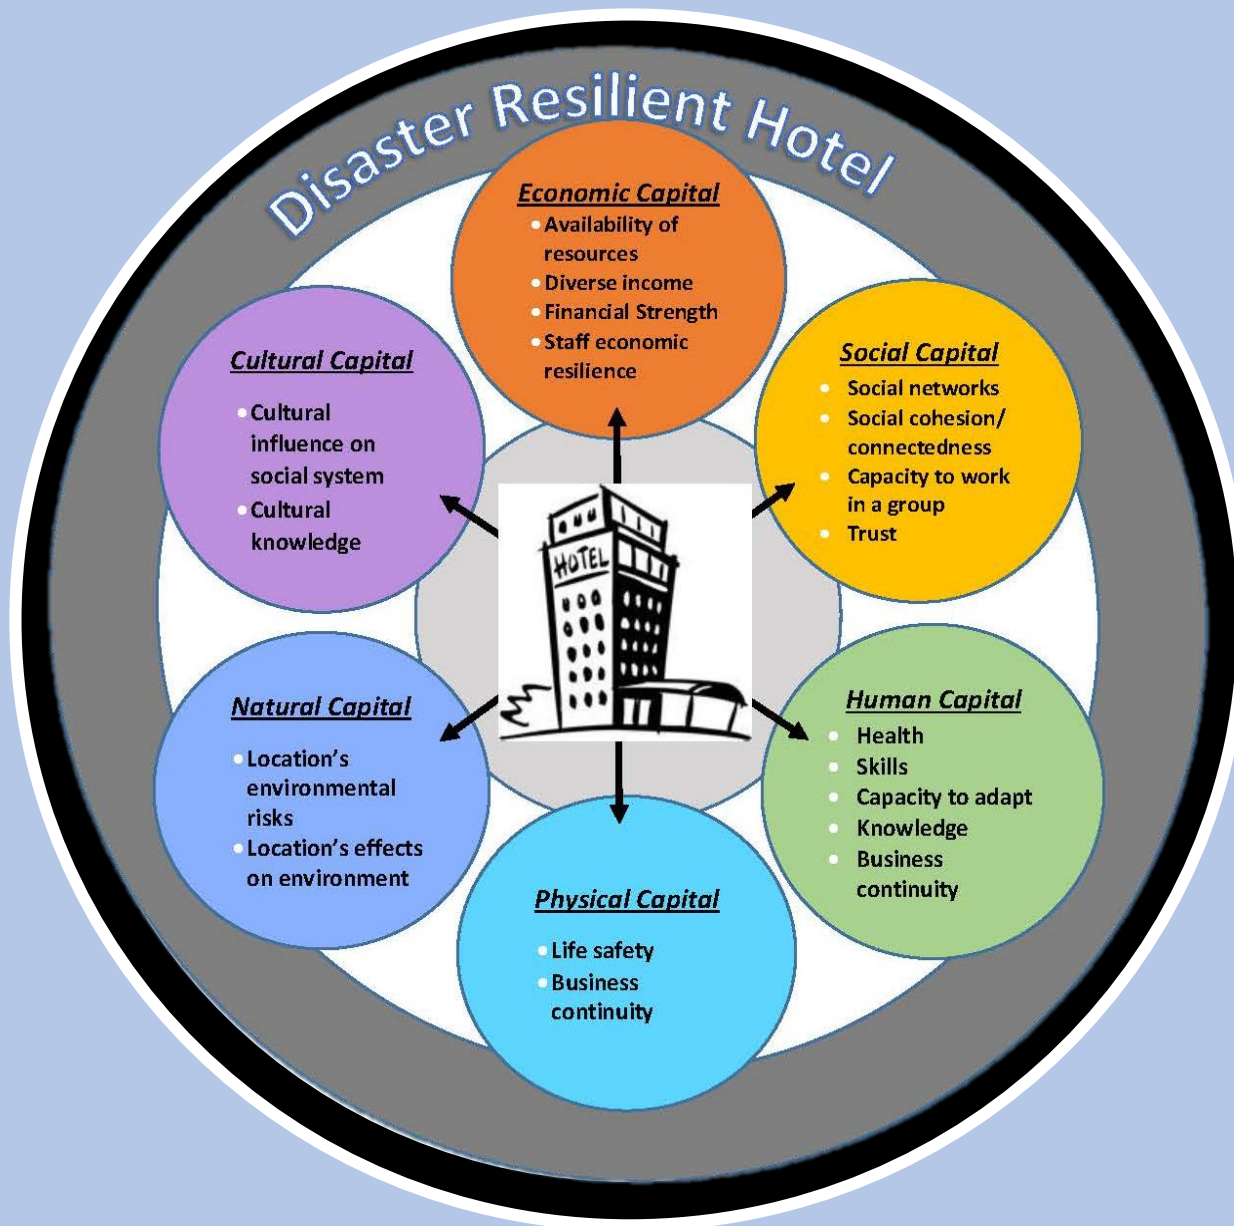 Disaster Resilient Hotel
Economic Capital
• Availability of
resources
• Diverse income
• Financial Strength
• Staff economic
resilience
Social Capital
• Social networks
• Social cohesion/
connectedness
• Capacity to work
in a group
• Trust
Human Capital
• Health
• Skills
• Capacity to adapt
• Knowledge
• Business
continuity
Physical Capital
• Life safety
• Business
continuity
Natural Capital
• Location's
environmental
risks
• Location's effects
on environment
Cultural Capital
• Cultural
influence on
social system
• Cultural
knowledge
HOTEL